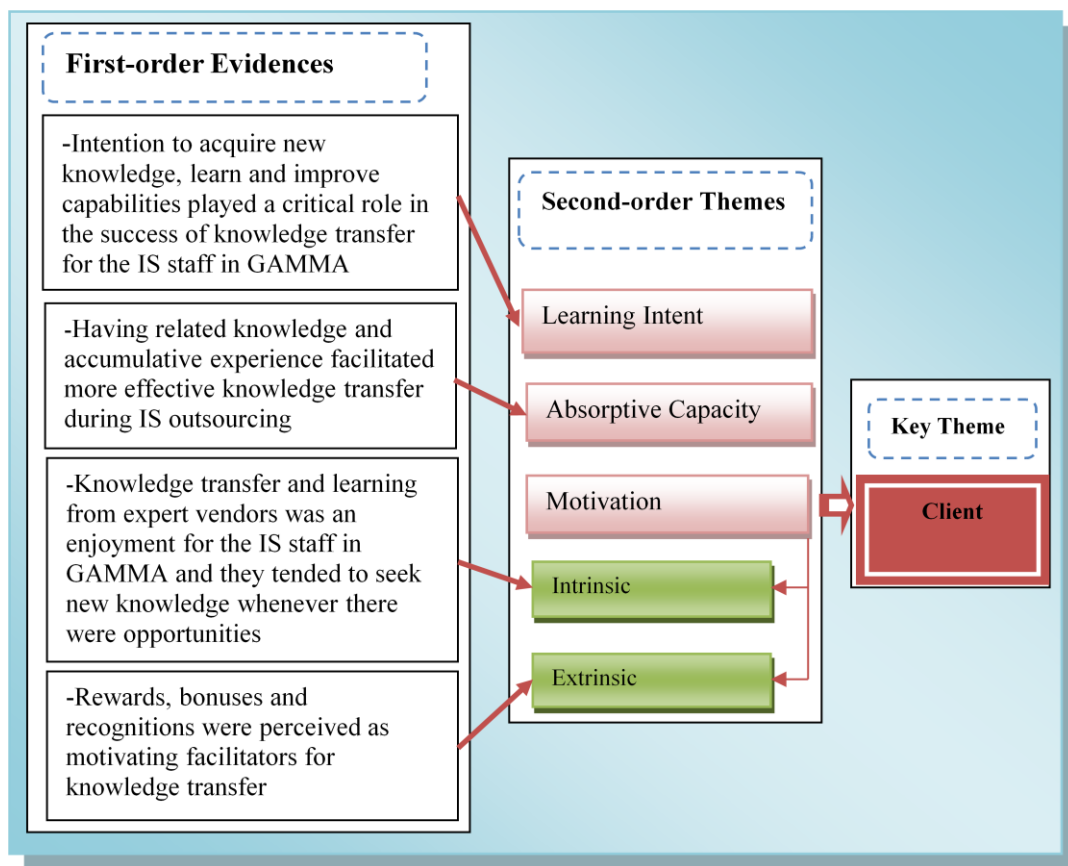 First-order Evidences
-Intention to acquire new
knowledge, learn and improve
capabilities played a critical role in
the success of knowledge transfer
for the IS staff in GAMMA
-Having related knowledge and
accumulative experience facilitated
more effective knowledge transfer
during IS outsourcing
-Knowledge transfer and learning
from expert vendors was an
enjoyment for the IS staff in
GAMMA and they tended to seek
new knowledge whenever there
were opportunities
-Rewards, bonuses and
recognitions were perceived as
motivating facilitators for
knowledge transfer
Second-order Themes
Learning Intent
Absorptive Capacity
Motivation
Intrinsic
Extrinsic
Key Theme
Client